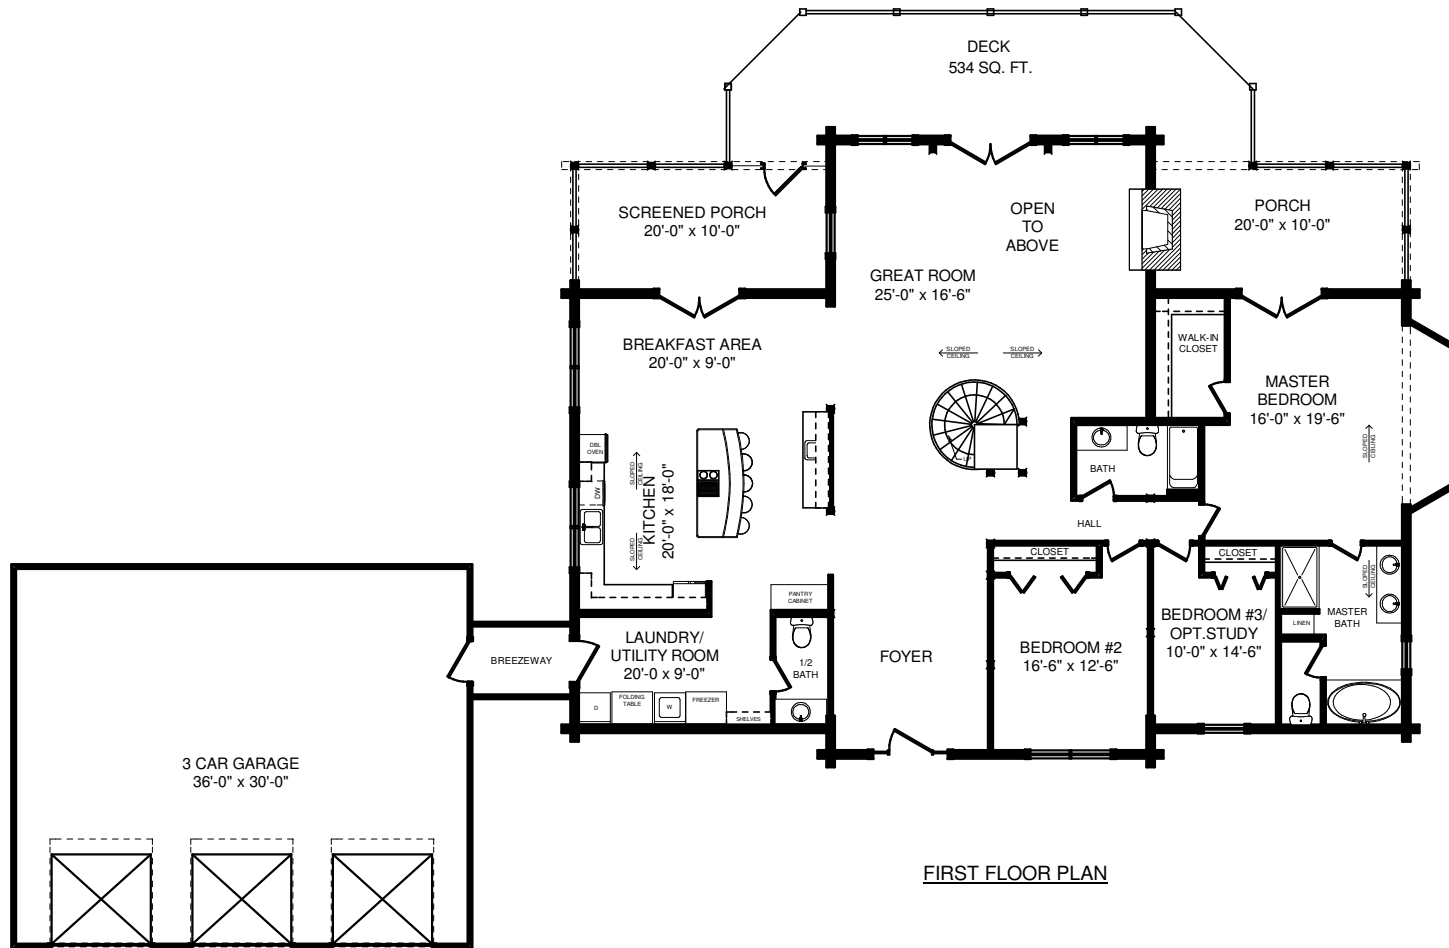 DECK
534 SQ. FT.
SCREENED PORCH
20'-0" x 10'-0"
OPEN
TO
ABOVE
PORCH
20'-0" x 10'-0"
GREAT ROOM
25'-0" x 16'-6"
BREAKFAST AREA
20'-0" x 9'-0"
SLOPED
CEILING
SLOPED
CEILING
WALK-IN
CLOSET
MASTER
BEDROOM
16'-0" x 19'-6"
SLOPED
CEILING
DBL
OVEN
SLOPED
CEILING
DW
KITCHEN
20'-0" x 18'-0"
SLOPED
CEILING
UP
BATH
HALL
CLOSET
CLOSET
SLOPED
CEILING
PANTRY
CABINET
LAUNDRY/
UTILITY ROOM
20'-0 x 9'-0"
1/2
BATH
FOYER
BEDROOM #2
16'-6" x 12'-6"
BEDROOM #3/
OPT.STUDY
10'-0" x 14'-6"
LINEN
MASTER
BATH
BREEZEWAY
D
FOLDING
TABLE
W
FREEZER
SHELVES
3 CAR GARAGE
36'-0" x 30'-0"
FIRST FLOOR PLAN